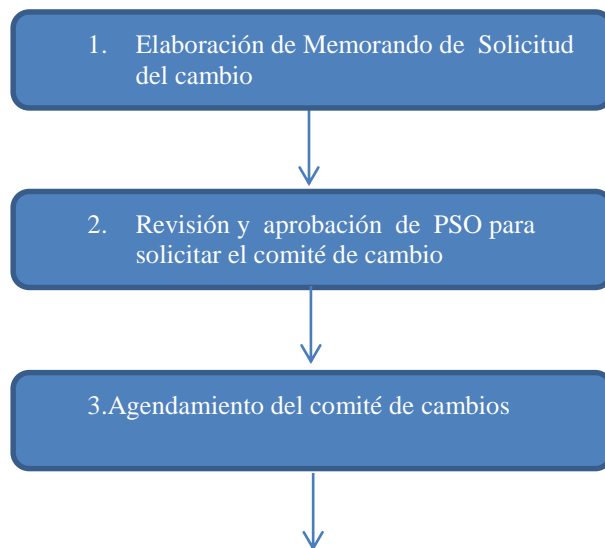 1. Elaboración de Memorando de Solicitud
del cambio
2. Revisión y aprobación de PSO para
solicitar el comité de cambio
3.Agendamiento del comité de cambios